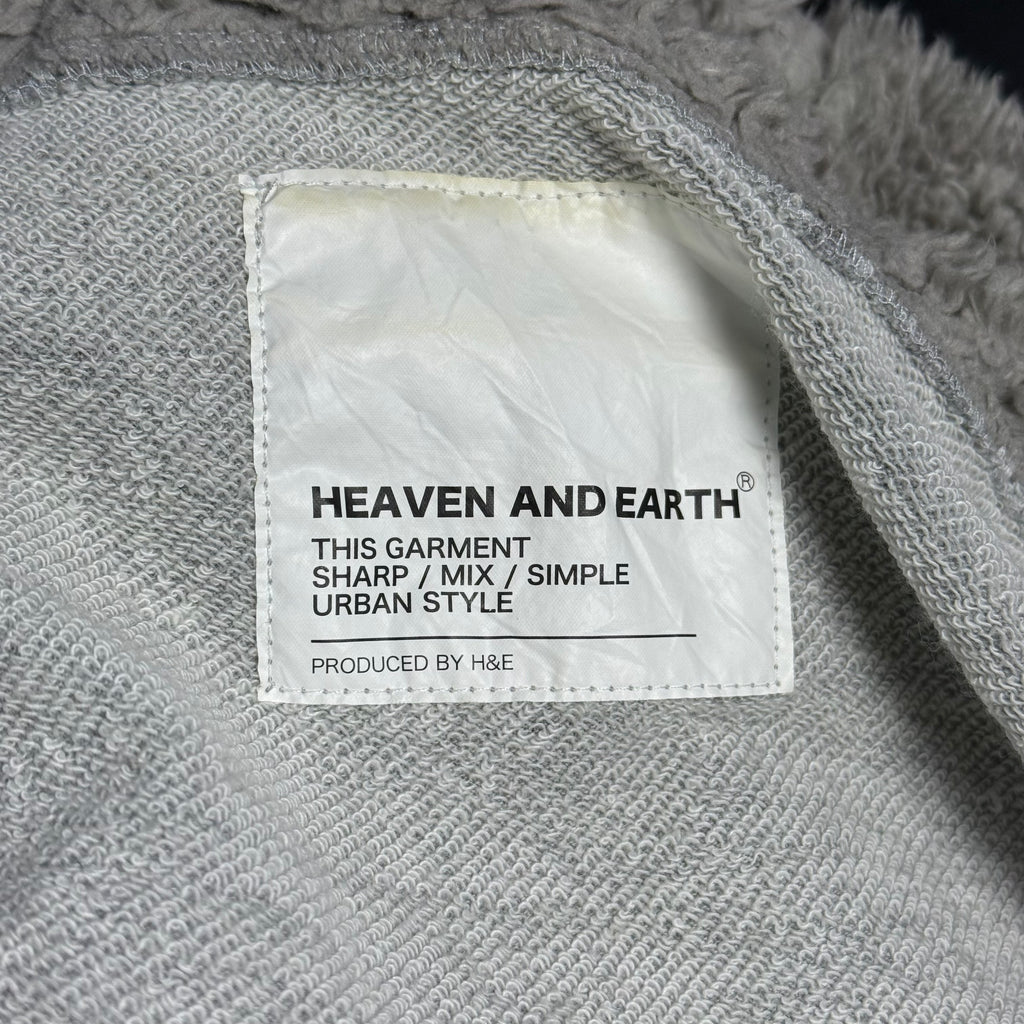 HEAVEN AND EARTH®
THIS GARMENT
SHARP / MIX / SIMPLE
URBAN STYLE
PRODUCED BY H&E